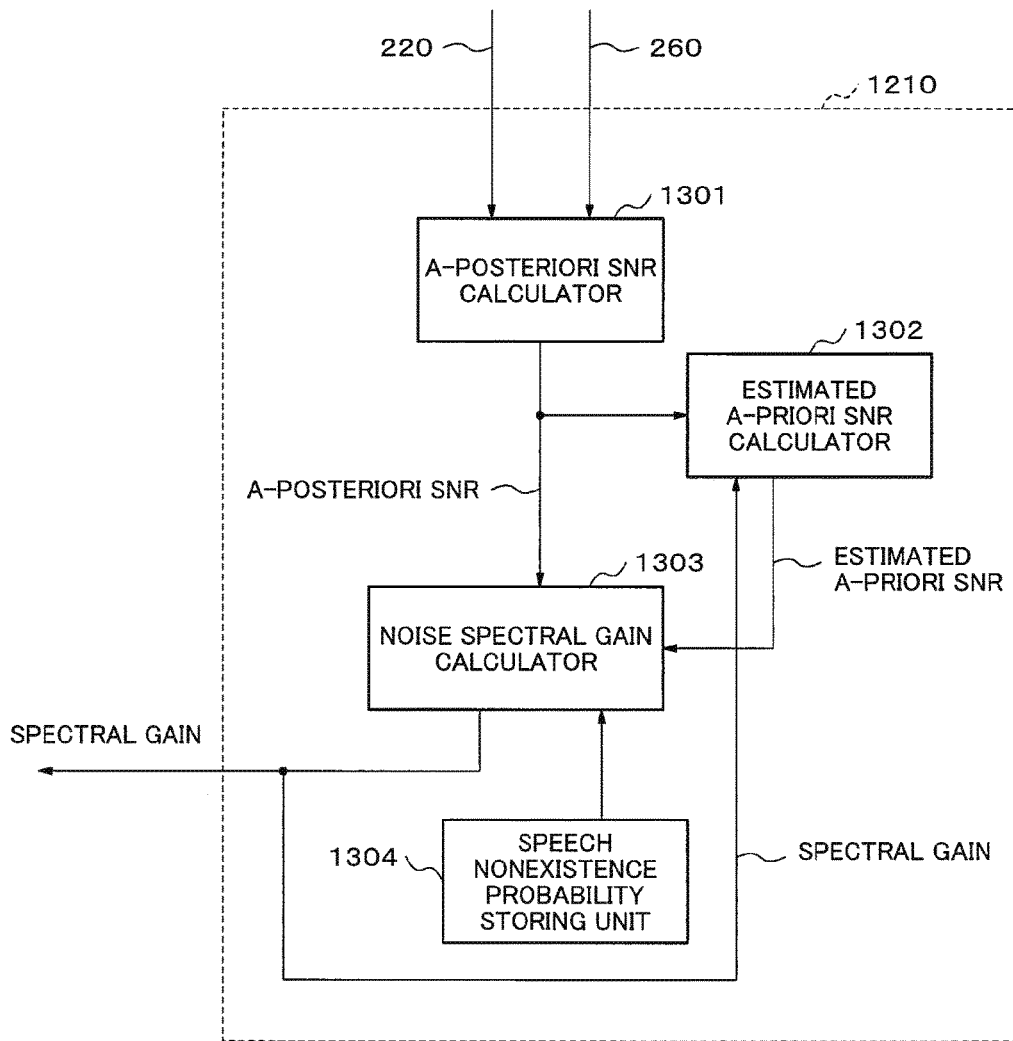 220
260
1210
1301
A-POSTERIORI SNR
CALCULATOR
1302
ESTIMATED
A-PRIORI SNR
CALCULATOR
A-POSTERIORI SNR
1303
ESTIMATED
A-PRIORI SNR
NOISE SPECTRAL GAIN
CALCULATOR
SPECTRAL GAIN
1304
SPEECH
NONEXISTENCE
PROBABILITY
STORING UNIT
SPECTRAL GAIN